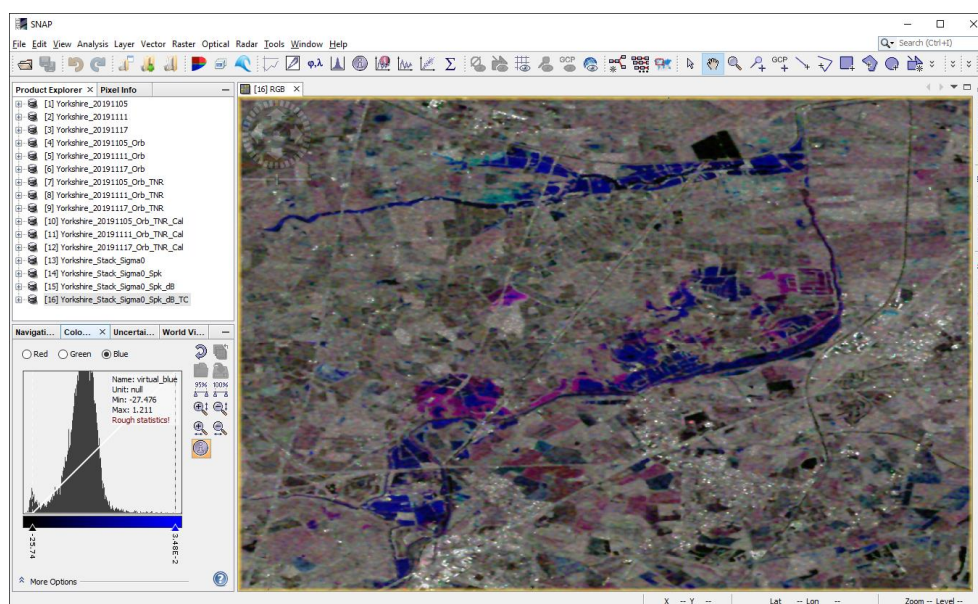 SNAP
File Edit View Analysis Layer Vector Raster Optical Radar Tools Window Help
Search (Ctrl+I)
φ,λ
Σ
GCP
GCP
Product Explorer × Pixel Info
[16] RGB ×
[1] Yorkshire_20191105
[2] Yorkshire_20191111
[3] Yorkshire_20191117
[4] Yorkshire_20191105_Orb
[5] Yorkshire_20191111_Orb
[6] Yorkshire_20191117_Orb
[7] Yorkshire_20191105_Orb_TNR
[8] Yorkshire_20191111_Orb_TNR
[9] Yorkshire_20191117_Orb_TNR
[10] Yorkshire_20191105_Orb_TNR_Cal
[11] Yorkshire_20191111_Orb_TNR_Cal
[12] Yorkshire_20191117_Orb_TNR_Cal
[13] Yorkshire_Stack_Sigma0
[14] Yorkshire_Stack_Sigma0_Spk
[15] Yorkshire_Stack_Sigma0_Spk_dB
[16] Yorkshire_Stack_Sigma0_Spk_dB_TC
Navigati... Colo... × Uncertai... World Vi...
Red Green Blue
Name: virtual_blue
Unit: null
Min: -27.476
Max: 1.211
Rough statistics!
95% 100%
-25.74
3.48E-2
More Options
X -- Y -- Lat -- Lon -- Zoom -- Level --